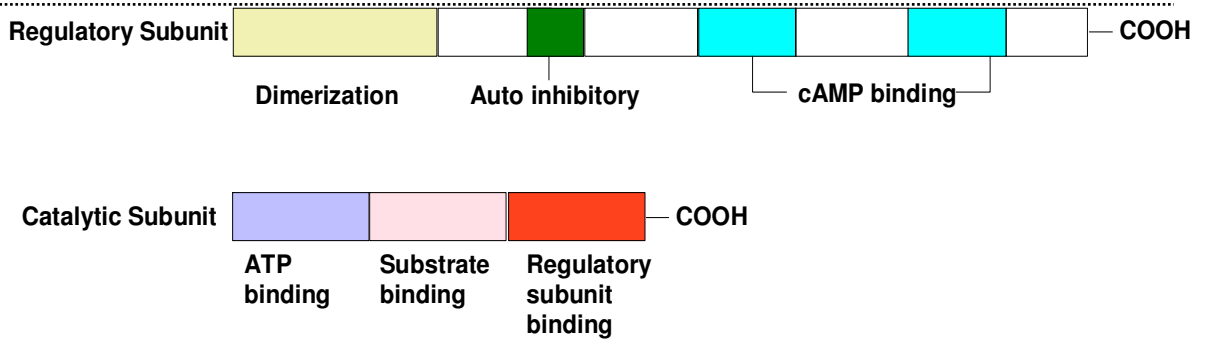 Regulatory Subunit COOH
Dimerization Auto inhibitory cAMP binding
Catalytic Subunit COOH
ATP binding
Substrate binding
Regulatory subunit binding